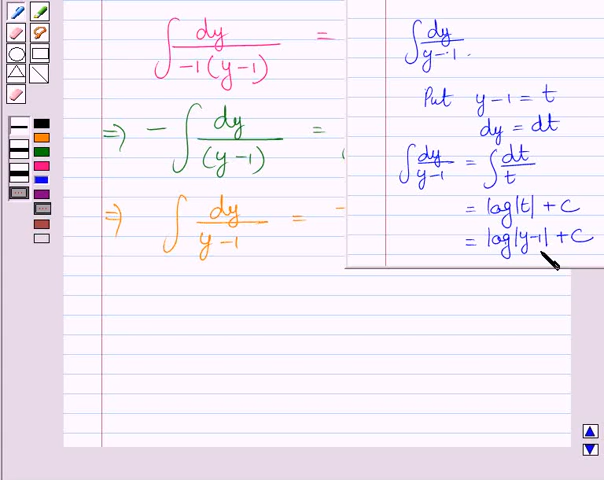 ∫ dy / -1(y-1) =
⇒ - ∫ dy / (y-1) =
⇒ ∫ dy / y-1 = -
∫ dy / y-1 .
Put y-1 = t
dy = dt
∫ dy / y-1 = ∫ dt / t
= log|t| + C
= log|y-1| + C